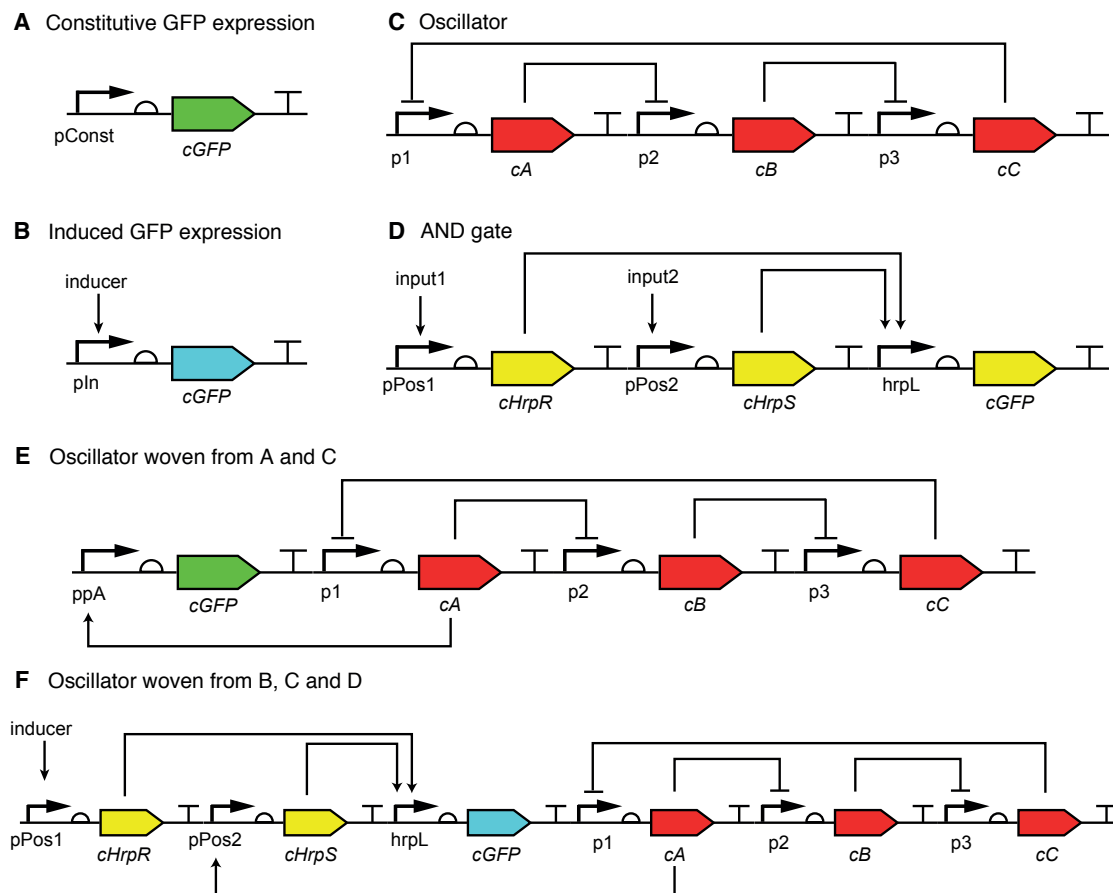 A Constitutive GFP expression
pConst
cGFP
B Induced GFP expression
inducer
pIn
cGFP
C Oscillator
p1
cA
p2
cB
p3
cC
D AND gate
input1
input2
pPos1
cHrpR
pPos2
cHrpS
hrpL
cGFP
E Oscillator woven from A and C
ppA
cGFP
p1
cA
p2
cB
p3
cC
F Oscillator woven from B, C and D
inducer
pPos1
cHrpR
pPos2
cHrpS
hrpL
cGFP
p1
cA
p2
cB
p3
cC